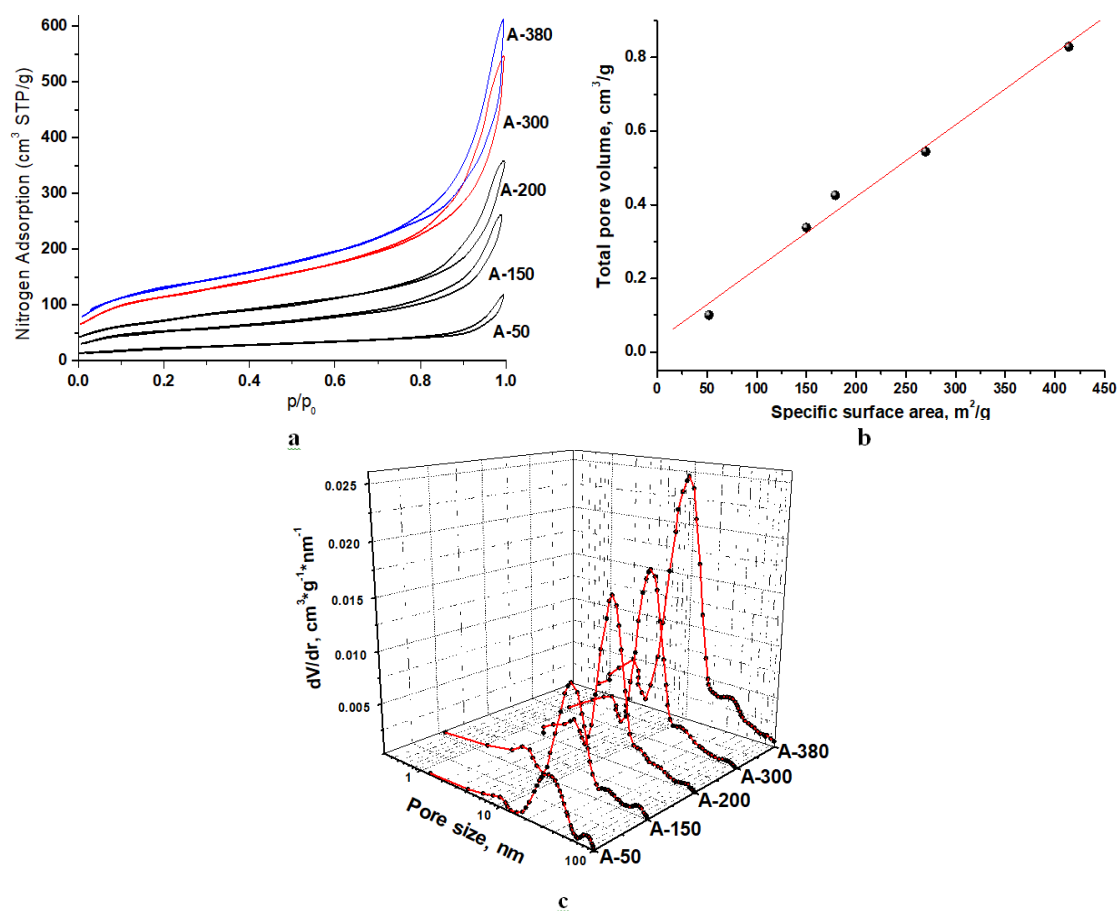 600
500
400
300
200
100
0
0.0 0.2 0.4 0.6 0.8 1.0
Nitrogen Adsorption (cm³ STP/g)
p/p₀
A-380
A-300
A-200
A-150
A-50
a
0.8
0.6
0.4
0.2
0.0
0 50 100 150 200 250 300 350 400 450
Total pore volume, cm³/g
Specific surface area, m²/g
b
0.025
0.020
0.015
0.010
0.005
dV/dr, cm³*g⁻¹*nm⁻¹
1
10
100
Pore size, nm
A-380
A-300
A-200
A-150
A-50
c